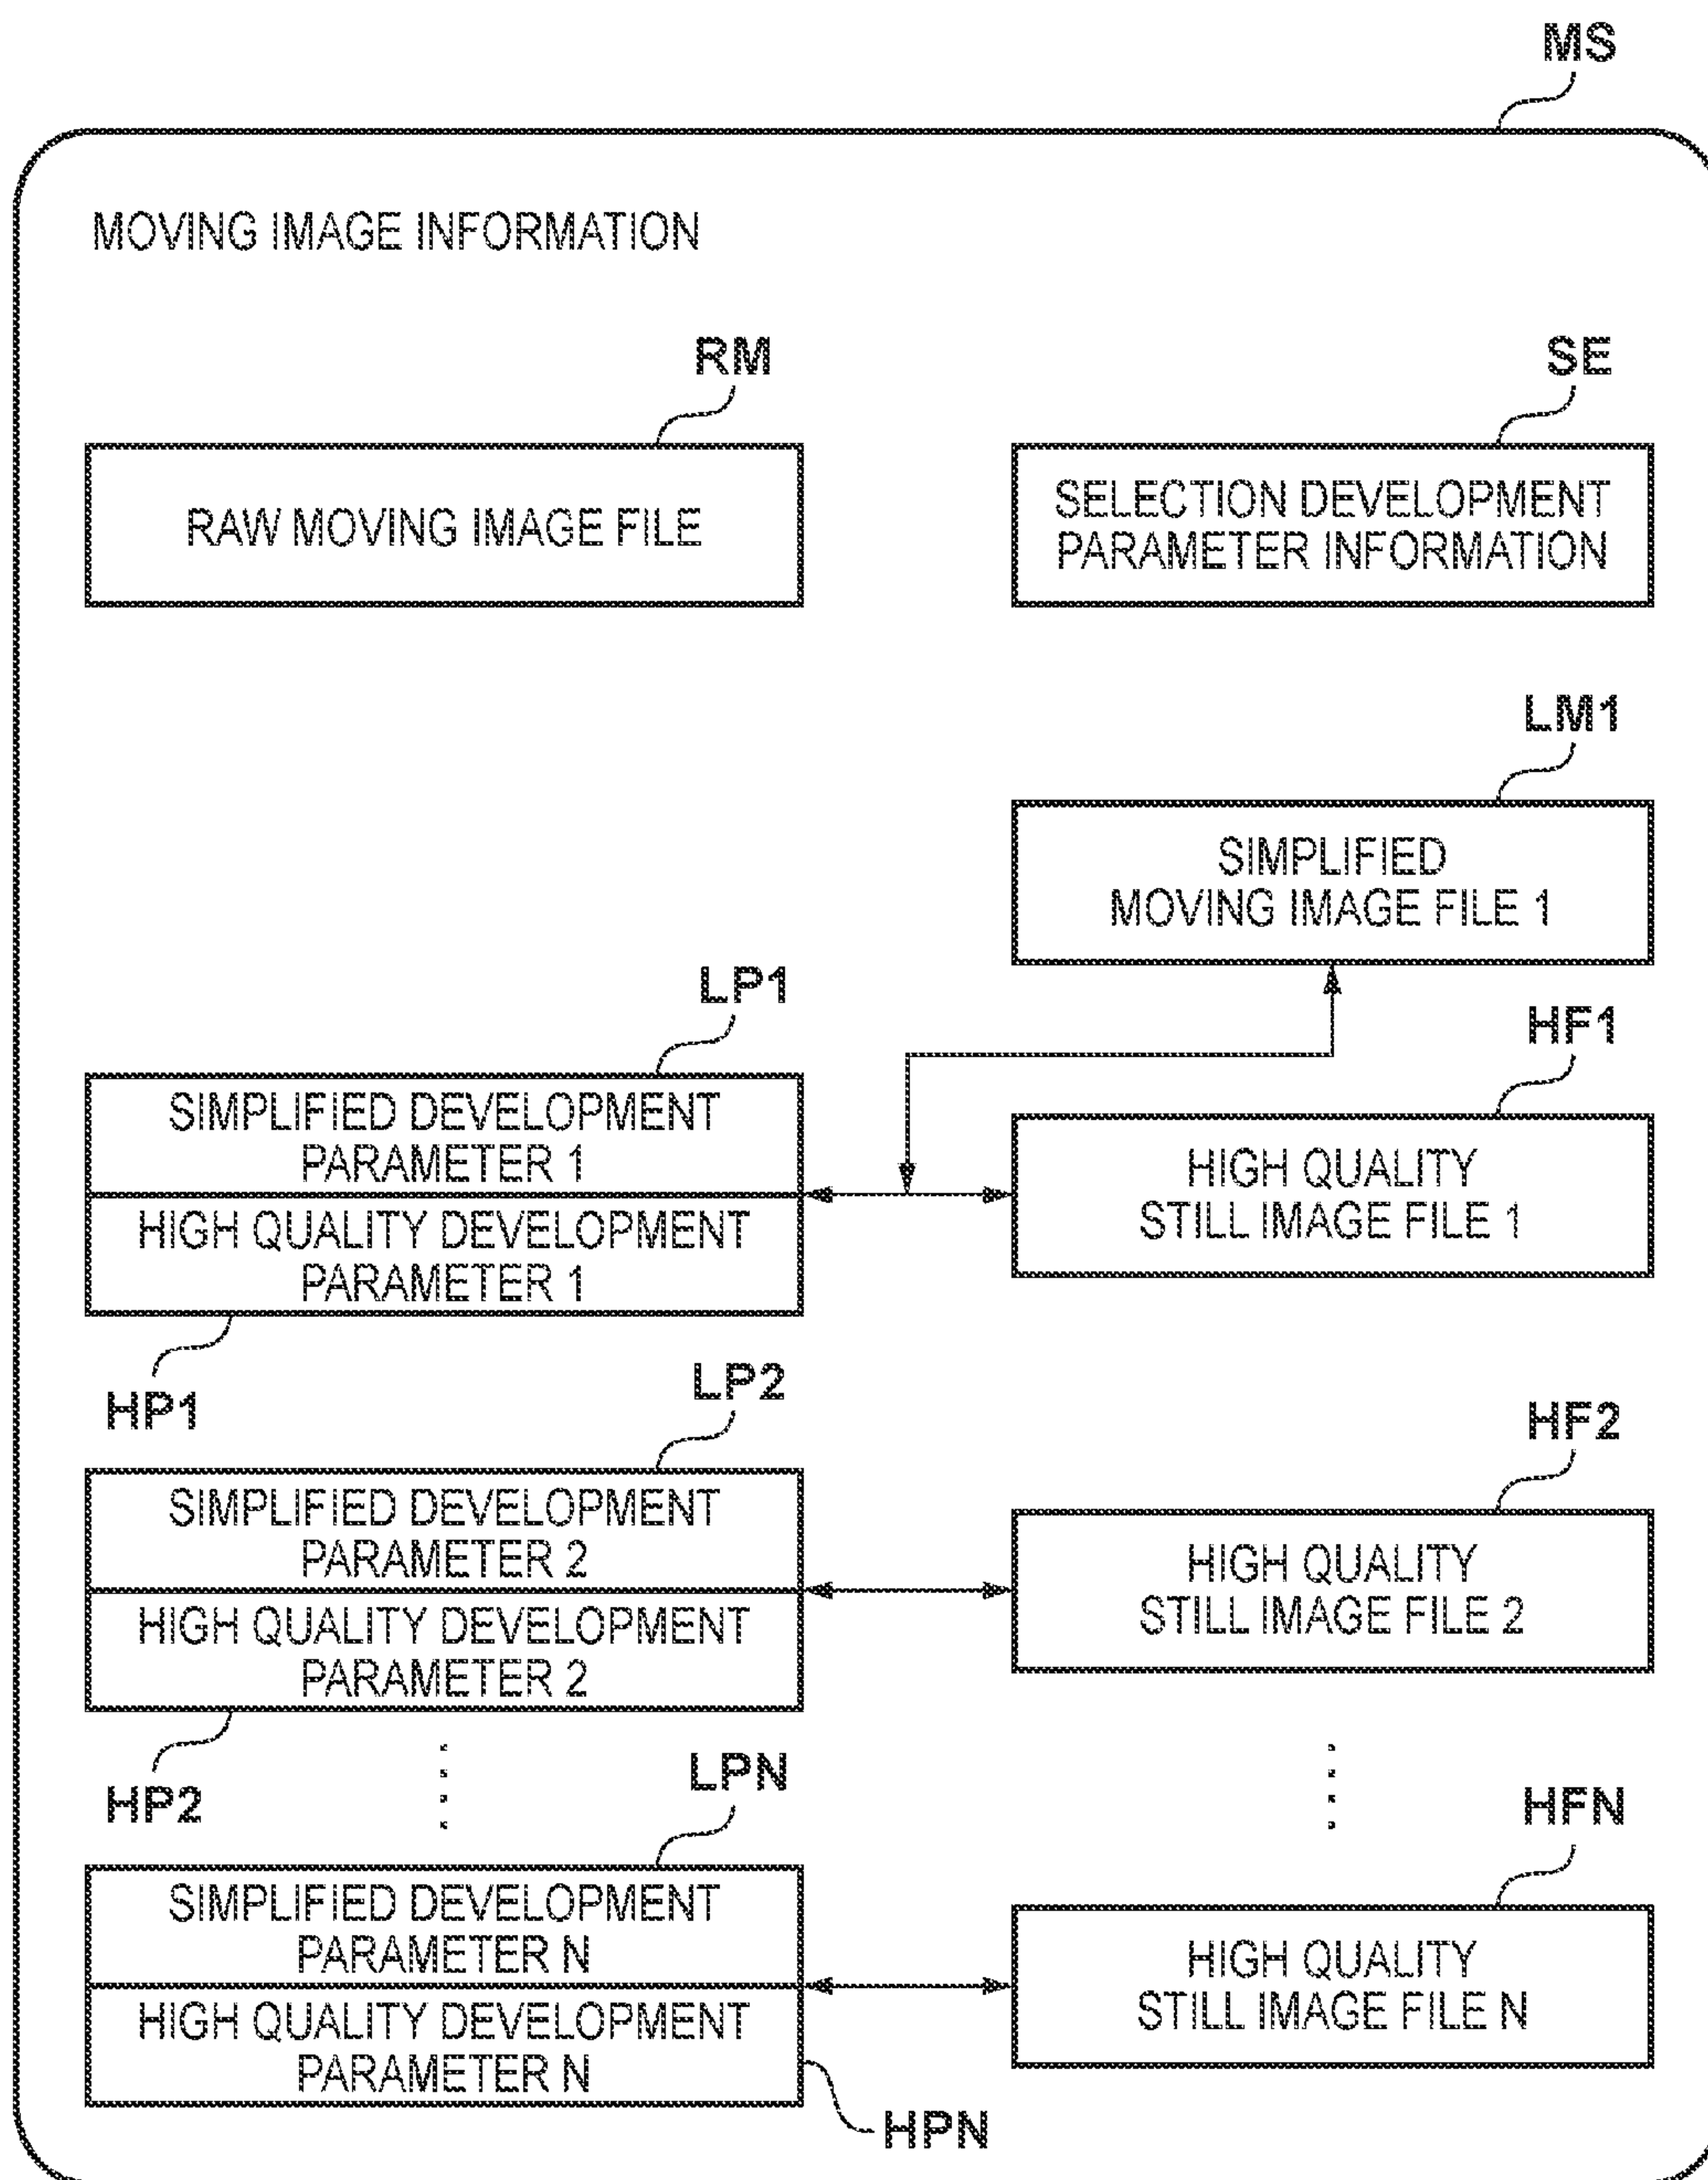 MS
MOVING IMAGE INFORMATION
RM
SE
RAW MOVING IMAGE FILE
SELECTION DEVELOPMENT
PARAMETER INFORMATION
LM1
SIMPLIFIED
MOVING IMAGE FILE 1
LP1
HF1
SIMPLIFIED DEVELOPMENT
PARAMETER 1
HIGH QUALITY DEVELOPMENT
PARAMETER 1
HIGH QUALITY
STILL IMAGE FILE 1
HP1
LP2
HF2
SIMPLIFIED DEVELOPMENT
PARAMETER 2
HIGH QUALITY DEVELOPMENT
PARAMETER 2
HIGH QUALITY
STILL IMAGE FILE 2
HP2
LPN
HFN
SIMPLIFIED DEVELOPMENT
PARAMETER N
HIGH QUALITY DEVELOPMENT
PARAMETER N
HIGH QUALITY
STILL IMAGE FILE N
HPN